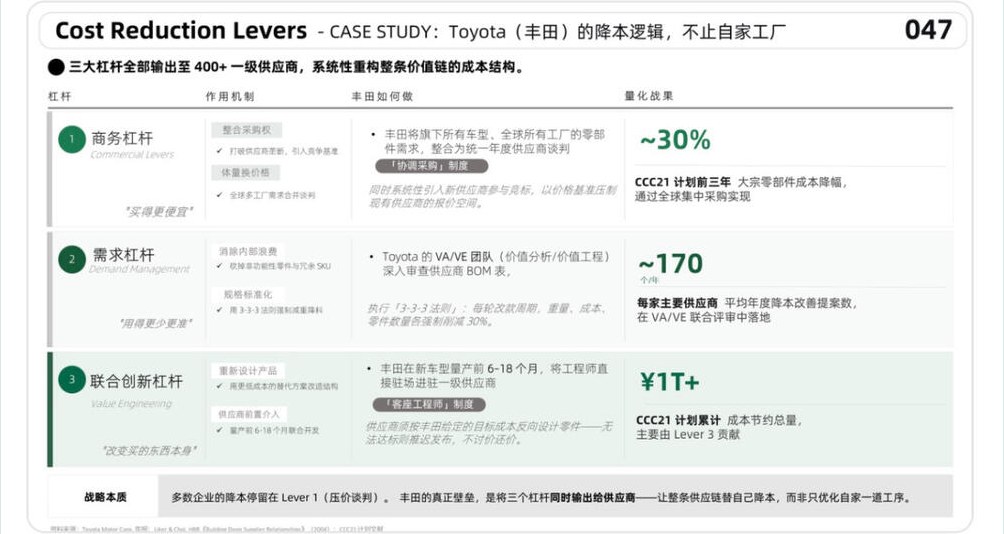 Cost Reduction Levers - CASE STUDY：Toyota（丰田）的降本逻辑，不止自家工厂 047
三大杠杆全部输出至 400+ 一级供应商，系统性重构整条价值链的成本结构。
杠杆 作用机制 丰田如何做 量化战果
1 商务杠杆
Commercial Levers
"买得更便宜"
整合采购权
✓ 打破供应商垄断，引入竞争基准
体量换价格
✓ 全球多工厂需求合并谈判
• 丰田将旗下所有车型、全球所有工厂的零部
件需求，整合为统一年度供应商谈判
「协调采购」制度
同时系统性引入新供应商参与竞标，以价格基准压制
现有供应商的报价空间。
~30%
CCC21 计划前三年 大宗零部件成本降幅，
通过全球集中采购实现
2 需求杠杆
Demand Management
"用得更少更准"
消除内部浪费
✓ 砍掉非功能性零件与冗余 SKU
规格标准化
✓ 用 3-3-3 法则强制减重降料
• Toyota 的 VA/VE 团队（价值分析/价值工程）
深入审查供应商 BOM 表，
执行「3-3-3 法则」：每轮改款周期，重量、成本、
零件数量各强制削减 30%。
~170
个/年
每家主要供应商 平均年度降本改善提案数，
在 VA/VE 联合评审中落地
3 联合创新杠杆
Value Engineering
"改变买的东西本身"
重新设计产品
✓ 用更低成本的替代方案改造结构
供应商前置介入
✓ 量产前 6-18 个月联合开发
• 丰田在新车型量产前 6-18 个月，将工程师直
接驻场进驻一级供应商
「客座工程师」制度
供应商须按丰田给定的目标成本反向设计零件——无
法达标则推迟发布，不讨价还价。
¥1T+
CCC21 计划累计 成本节约总量，
主要由 Lever 3 贡献
战略本质 多数企业的降本停留在 Lever 1（压价谈判）。 丰田的真正壁垒，是将三个杠杆同时输出给供应商——让整条供应链替自己降本，而非只优化自家一道工序。